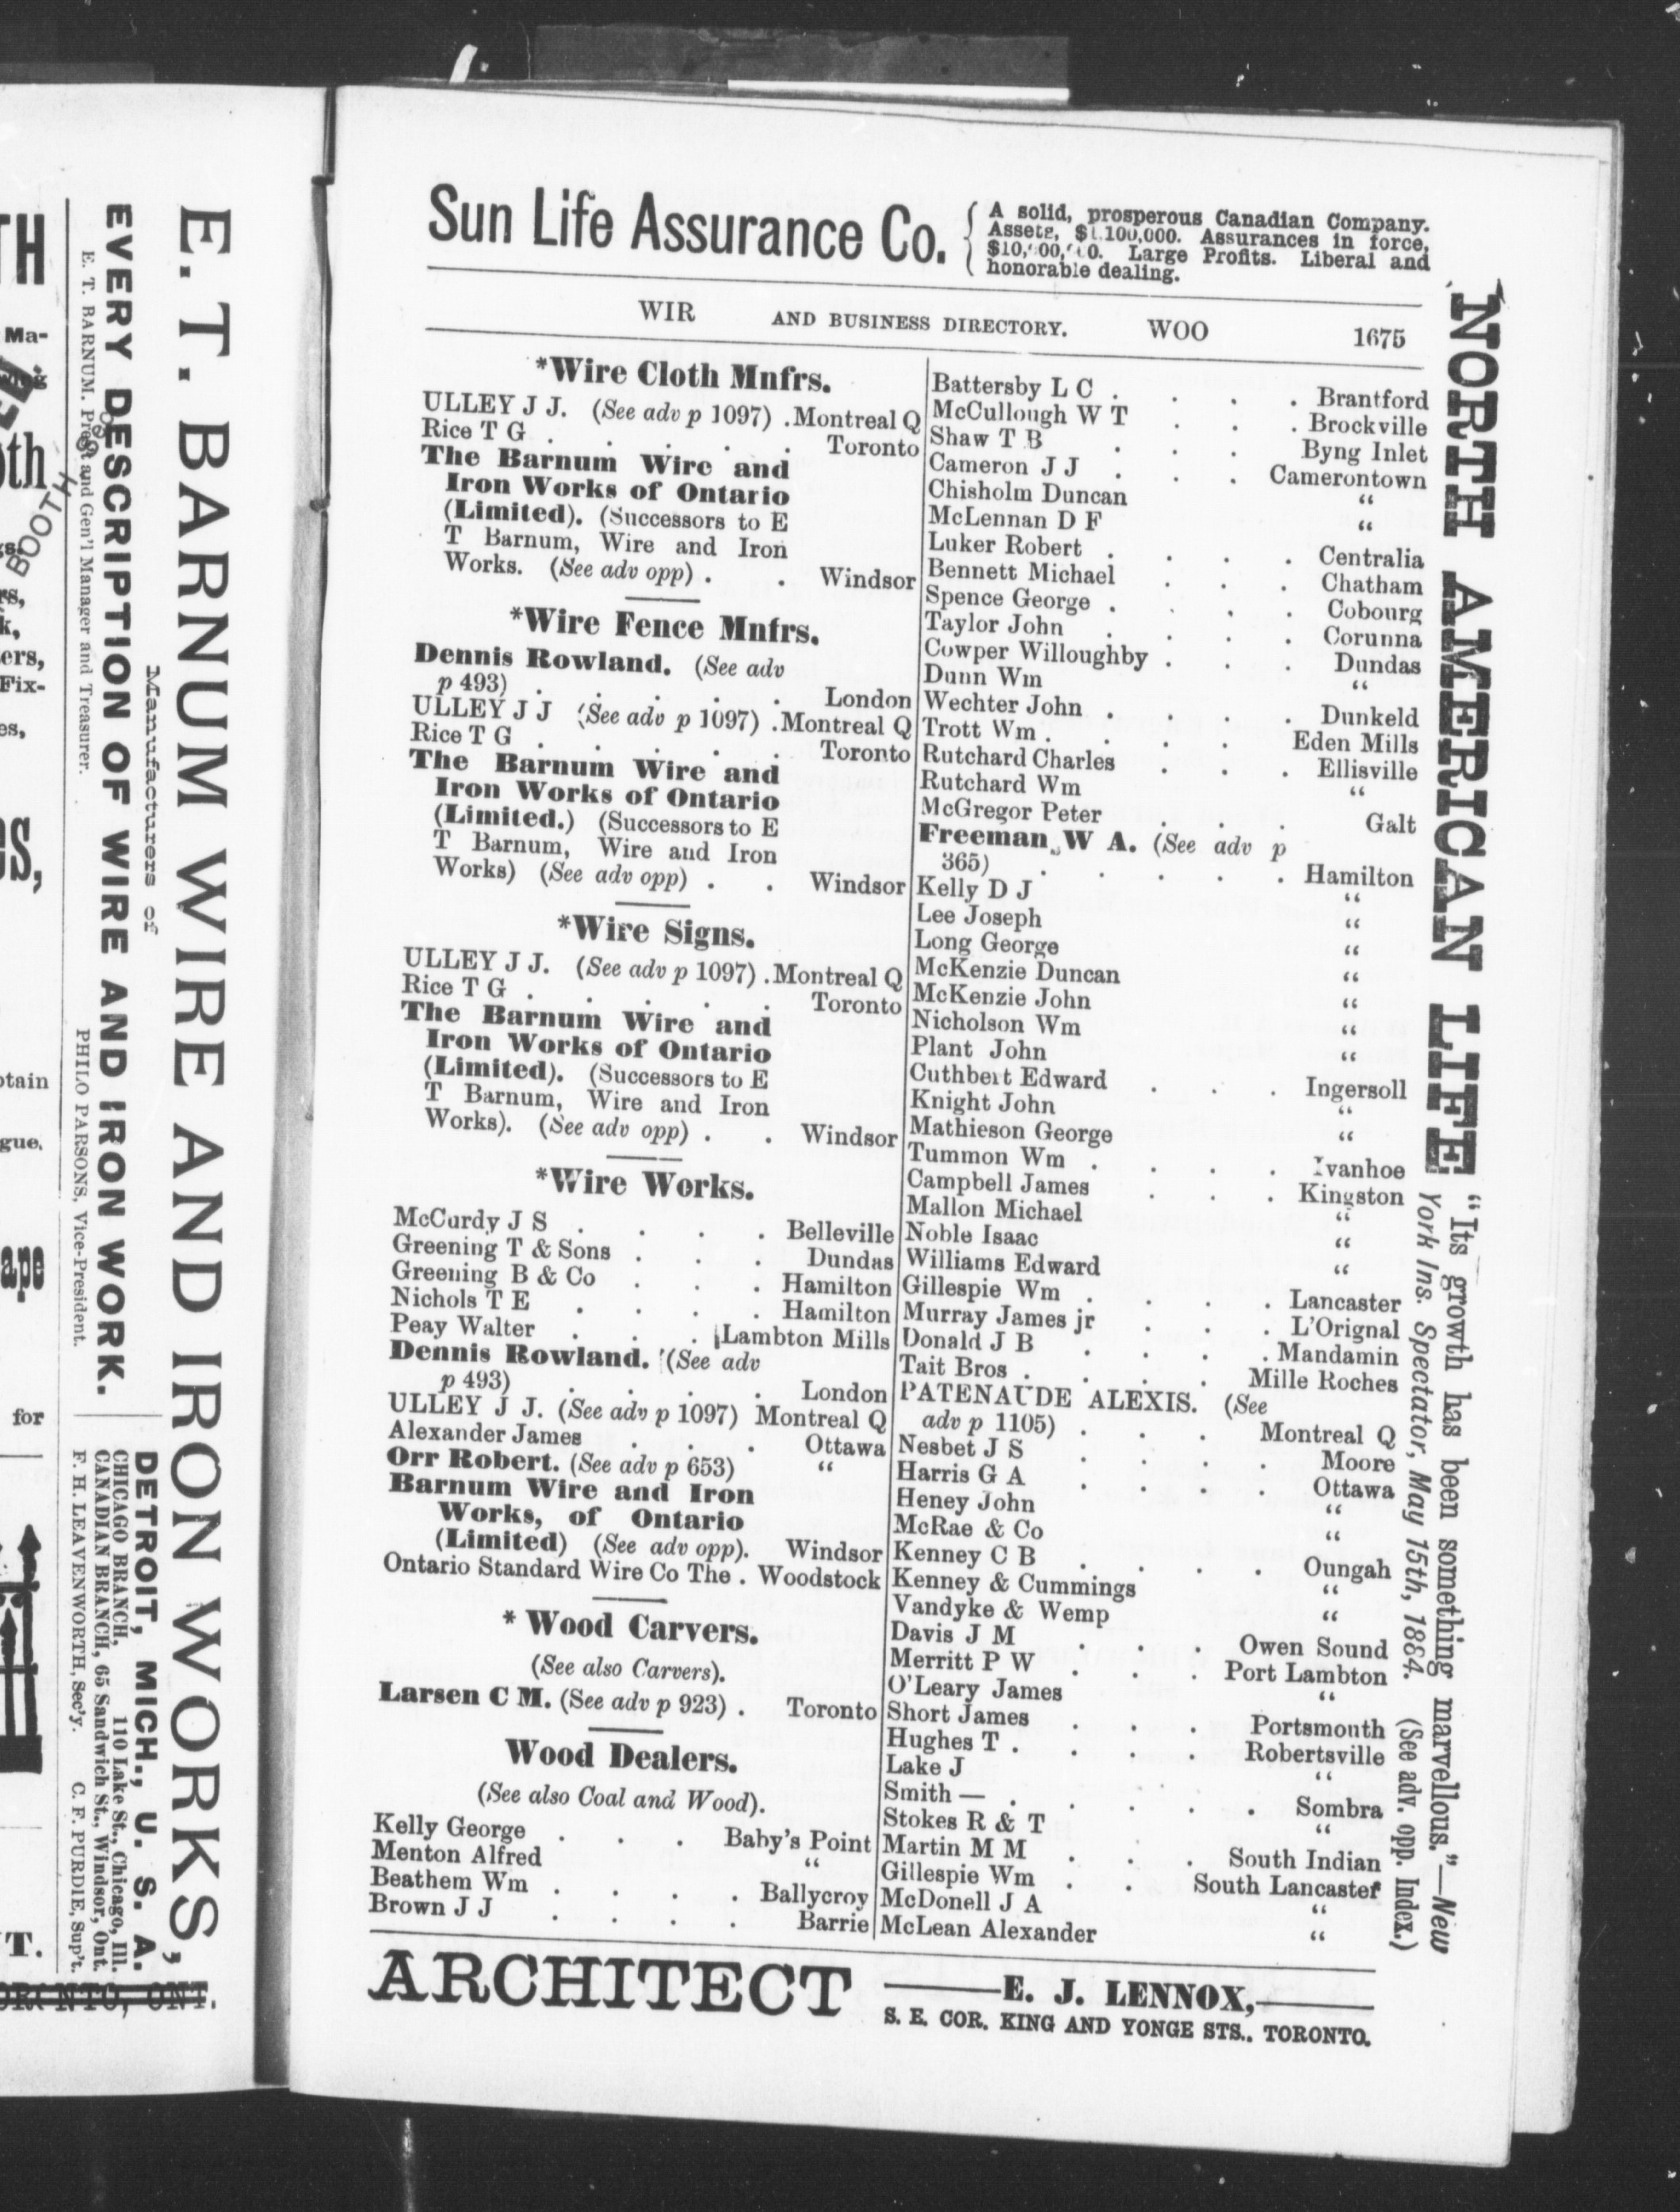 TH
Ma-
oth
BOOTH
ers,
Fix-
es,
gue.
ape
for
T.
E. T. BARNUM WIRE AND IRON WORKS,
Manufacturers of
EVERY DESCRIPTION OF WIRE AND IRON WORK.
E. T. BARNUM, Pres't and Gen'l Manager and Treasurer.
PHILO PARSONS, Vice-President.
DETROIT, MICH., U. S. A.
CHICAGO BRANCH, 110 Lake St., Chicago, Ill.
CANADIAN BRANCH, 65 Sandwich St., Windsor, Ont.
F. H. LEAVENWORTH, Sec'y. C. F. PURDIE, Sup't.
Sun Life Assurance Co.
A solid, prosperous Canadian Company.
Assets, $1,100,000. Assurances in force,
Large Profits. Liberal and
honorable dealing.
WIR AND BUSINESS DIRECTORY. WOO 1675
*Wire Cloth Mnfrs.
ULLEY J J. (See adv p 1097) . Montreal Q
Rice T G . . . . . Toronto
The Barnum Wire and
Iron Works of Ontario
(Limited). (Successors to E
T Barnum, Wire and Iron
Works. (See adv opp) . . Windsor
*Wire Fence Mnfrs.
Dennis Rowland. (See adv
p 493) . . . . . London
ULLEY J J (See adv p 1097) . Montreal Q
Rice T G . . . . . Toronto
The Barnum Wire and
Iron Works of Ontario
(Limited.) (Successors to E
T Barnum, Wire and Iron
Works) (See adv opp) . . Windsor
*Wire Signs.
ULLEY J J. (See adv p 1097) . Montreal Q
Rice T G . . . . . Toronto
The Barnum Wire and
Iron Works of Ontario
(Limited). (Successors to E
T Barnum, Wire and Iron
Works). (See adv opp) . . Windsor
*Wire Works.
McCurdy J S . . . . Belleville
Greening T & Sons . . . Dundas
Greening B & Co . . . Hamilton
Nichols T E . . . . Hamilton
Peay Walter . . . Lambton Mills
Dennis Rowland. (See adv
p 493) . . . . London
ULLEY J J. (See adv p 1097) Montreal Q
Alexander James . . . Ottawa
Orr Robert. (See adv p 653) “
Barnum Wire and Iron
Works, of Ontario
(Limited) (See adv opp). Windsor
Ontario Standard Wire Co The . Woodstock
* Wood Carvers.
(See also Carvers).
Larsen C M. (See adv p 923) . Toronto
Wood Dealers.
(See also Coal and Wood).
Kelly George . . . Baby's Point
Menton Alfred “
Beathem Wm . . . . Ballycroy
Brown J J . . . . Barrie
Battersby L C . . . . Brantford
McCullough W T . . . Brockville
Shaw T B . . . Byng Inlet
Cameron J J . . . Camerontown
Chisholm Duncan “
McLennan D F “
Luker Robert . . . . Centralia
Bennett Michael . . . Chatham
Spence George . . . . Cobourg
Taylor John . . . . Corunna
Cowper Willoughby . . . Dundas
Dunn Wm “
Wechter John . . . . Dunkeld
Trott Wm . . . . Eden Mills
Rutchard Charles . . . Ellisville
Rutchard Wm “
McGregor Peter . . . Galt
Freeman W A. (See adv p
365) . . . . . Hamilton
Kelly D J “
Lee Joseph “
Long George “
McKenzie Duncan “
McKenzie John “
Nicholson Wm “
Plant John “
Cuthbert Edward . . . Ingersoll
Knight John “
Mathieson George “
Tummon Wm . . . . Ivanhoe
Campbell James . . . Kingston
Mallon Michael “
Noble Isaac “
Williams Edward “
Gillespie Wm . . . . Lancaster
Murray James jr . . . L'Orignal
Donald J B . . . . Mandamin
Tait Bros . . . . Mille Roches
PATENAUDE ALEXIS. (See
adv p 1105) . . . Montreal Q
Nesbet J S . . . . Moore
Harris G A . . . . Ottawa
Heney John “
McRae & Co “
Kenney C B . . . . Oungah
Kenney & Cummings “
Vandyke & Wemp “
Davis J M . . . Owen Sound
Merritt P W . . . Port Lambton
O'Leary James “
Short James . . . Portsmouth
Hughes T . . . . Robertsville
Lake J “
Smith — . . . . . Sombra
Stokes R & T “
Martin M M . . . South Indian
Gillespie Wm . . South Lancaster
McDonell J A “
McLean Alexander “
NORTH AMERICAN LIFE
“Its growth has been something marvellous.”—New
York Ins. Spectator, May 15th, 1884. (See adv. opp. Index.)
ARCHITECT
E. J. LENNOX,
S. E. COR. KING AND YONGE STS., TORONTO.